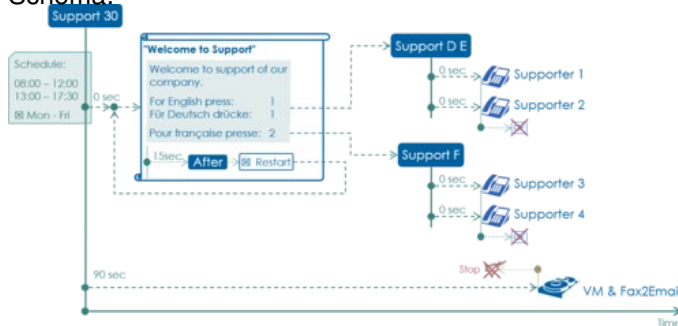 Schema:
Support 30
Schedule:
08:00 – 12:00
13:00 – 17:30
☒ Mon - Fri
0 sec
"Welcome to Support"
Welcome to support of our
company.
For English press: 1
Für Deutsch drücke: 1
Pour française presse: 2
15sec
After
☒ Restart
Support D E
0 sec
Supporter 1
0 sec
Supporter 2
Support F
0 sec
Supporter 3
0 sec
Supporter 4
90 sec
Stop
VM & Fax2Email
Time